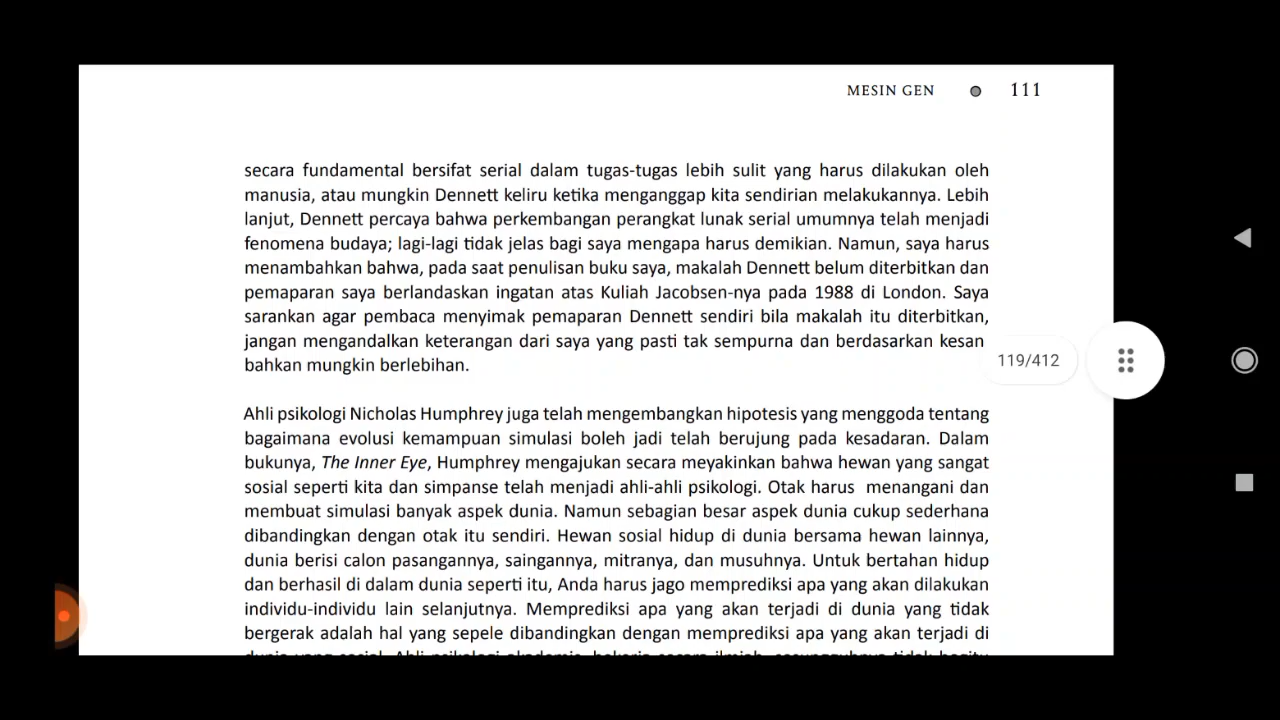 MESIN GEN 111
secara fundamental bersifat serial dalam tugas-tugas lebih sulit yang harus dilakukan oleh
manusia, atau mungkin Dennett keliru ketika menganggap kita sendirian melakukannya. Lebih
lanjut, Dennett percaya bahwa perkembangan perangkat lunak serial umumnya telah menjadi
fenomena budaya; lagi-lagi tidak jelas bagi saya mengapa harus demikian. Namun, saya harus
menambahkan bahwa, pada saat penulisan buku saya, makalah Dennett belum diterbitkan dan
pemaparan saya berlandaskan ingatan atas Kuliah Jacobsen-nya pada 1988 di London. Saya
sarankan agar pembaca menyimak pemaparan Dennett sendiri bila makalah itu diterbitkan,
jangan mengandalkan keterangan dari saya yang pasti tak sempurna dan berdasarkan kesan
bahkan mungkin berlebihan.
119/412
Ahli psikologi Nicholas Humphrey juga telah mengembangkan hipotesis yang menggoda tentang
bagaimana evolusi kemampuan simulasi boleh jadi telah berujung pada kesadaran. Dalam
bukunya, The Inner Eye, Humphrey mengajukan secara meyakinkan bahwa hewan yang sangat
sosial seperti kita dan simpanse telah menjadi ahli-ahli psikologi. Otak harus menangani dan
membuat simulasi banyak aspek dunia. Namun sebagian besar aspek dunia cukup sederhana
dibandingkan dengan otak itu sendiri. Hewan sosial hidup di dunia bersama hewan lainnya,
dunia berisi calon pasangannya, saingannya, mitranya, dan musuhnya. Untuk bertahan hidup
dan berhasil di dalam dunia seperti itu, Anda harus jago memprediksi apa yang akan dilakukan
individu-individu lain selanjutnya. Memprediksi apa yang akan terjadi di dunia yang tidak
bergerak adalah hal yang sepele dibandingkan dengan memprediksi apa yang akan terjadi di